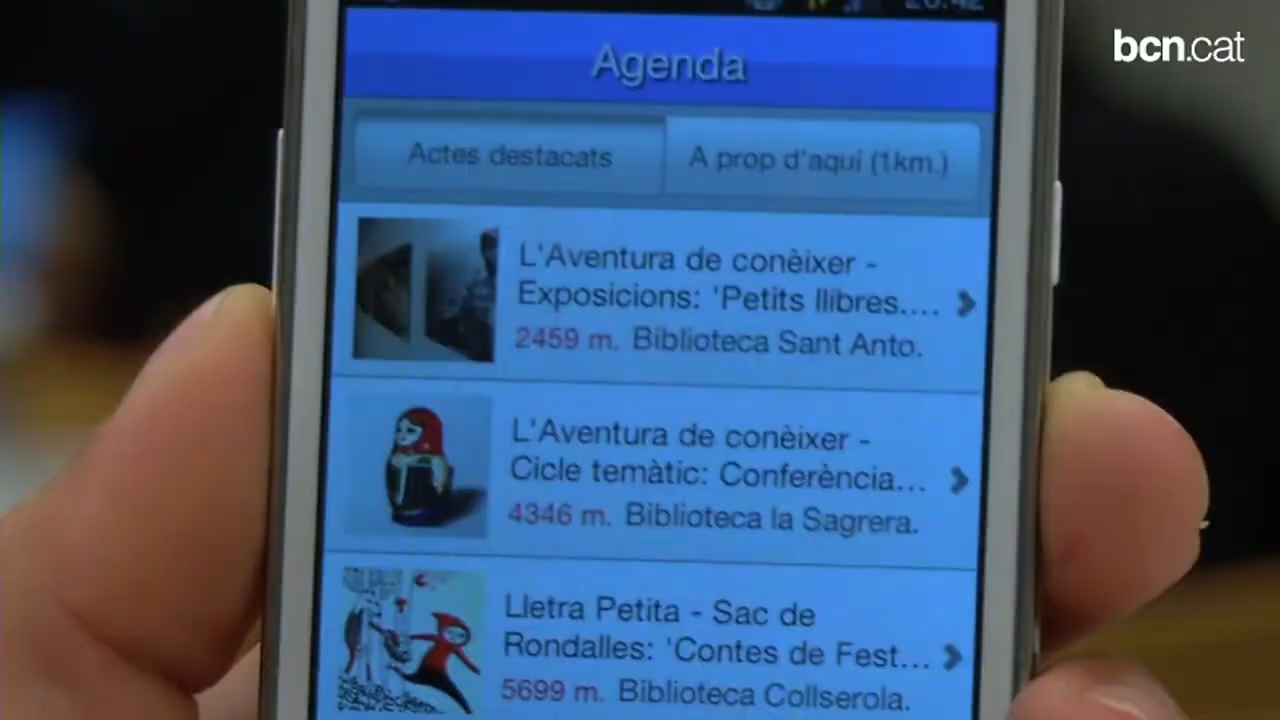 bcn.cat
Agenda
Actes destacats
A prop d'aquí (1km.)
L'Aventura de conèixer -
Exposicions: 'Petits llibres....
2459 m. Biblioteca Sant Anto.
L'Aventura de conèixer -
Cicle temàtic: Conferència...
4346 m. Biblioteca la Sagrera.
Lletra Petita - Sac de
Rondalles: 'Contes de Fest...
5699 m. Biblioteca Collserola.